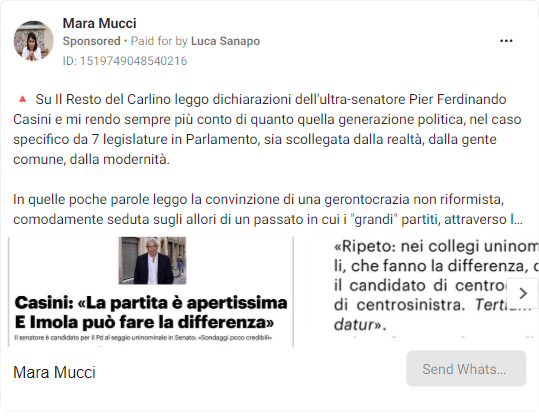 Mara Mucci
Sponsored • Paid for by Luca Sanapo
ID: 1519749048540216
🔺 Su Il Resto del Carlino leggo dichiarazioni dell'ultra-senatore Pier Ferdinando
Casini e mi rendo sempre più conto di quanto quella generazione politica, nel caso
specifico da 7 legislature in Parlamento, sia scollegata dalla realtà, dalla gente
comune, dalla modernità.
In quelle poche parole leggo la convinzione di una gerontocrazia non riformista,
comodamente seduta sugli allori di un passato in cui i "grandi" partiti, attraverso l...
Casini: «La partita è apertissima
E Imola può fare la differenza»
Il senatore è candidato per il Pd al seggio uninominale in Senato: «Sondaggi poco credibili»
«Ripeto: nei collegi uninom
li, che fanno la differenza,
il candidato di centro
di centrosinistra. Tertium
datur».
Mara Mucci
Send Whats...